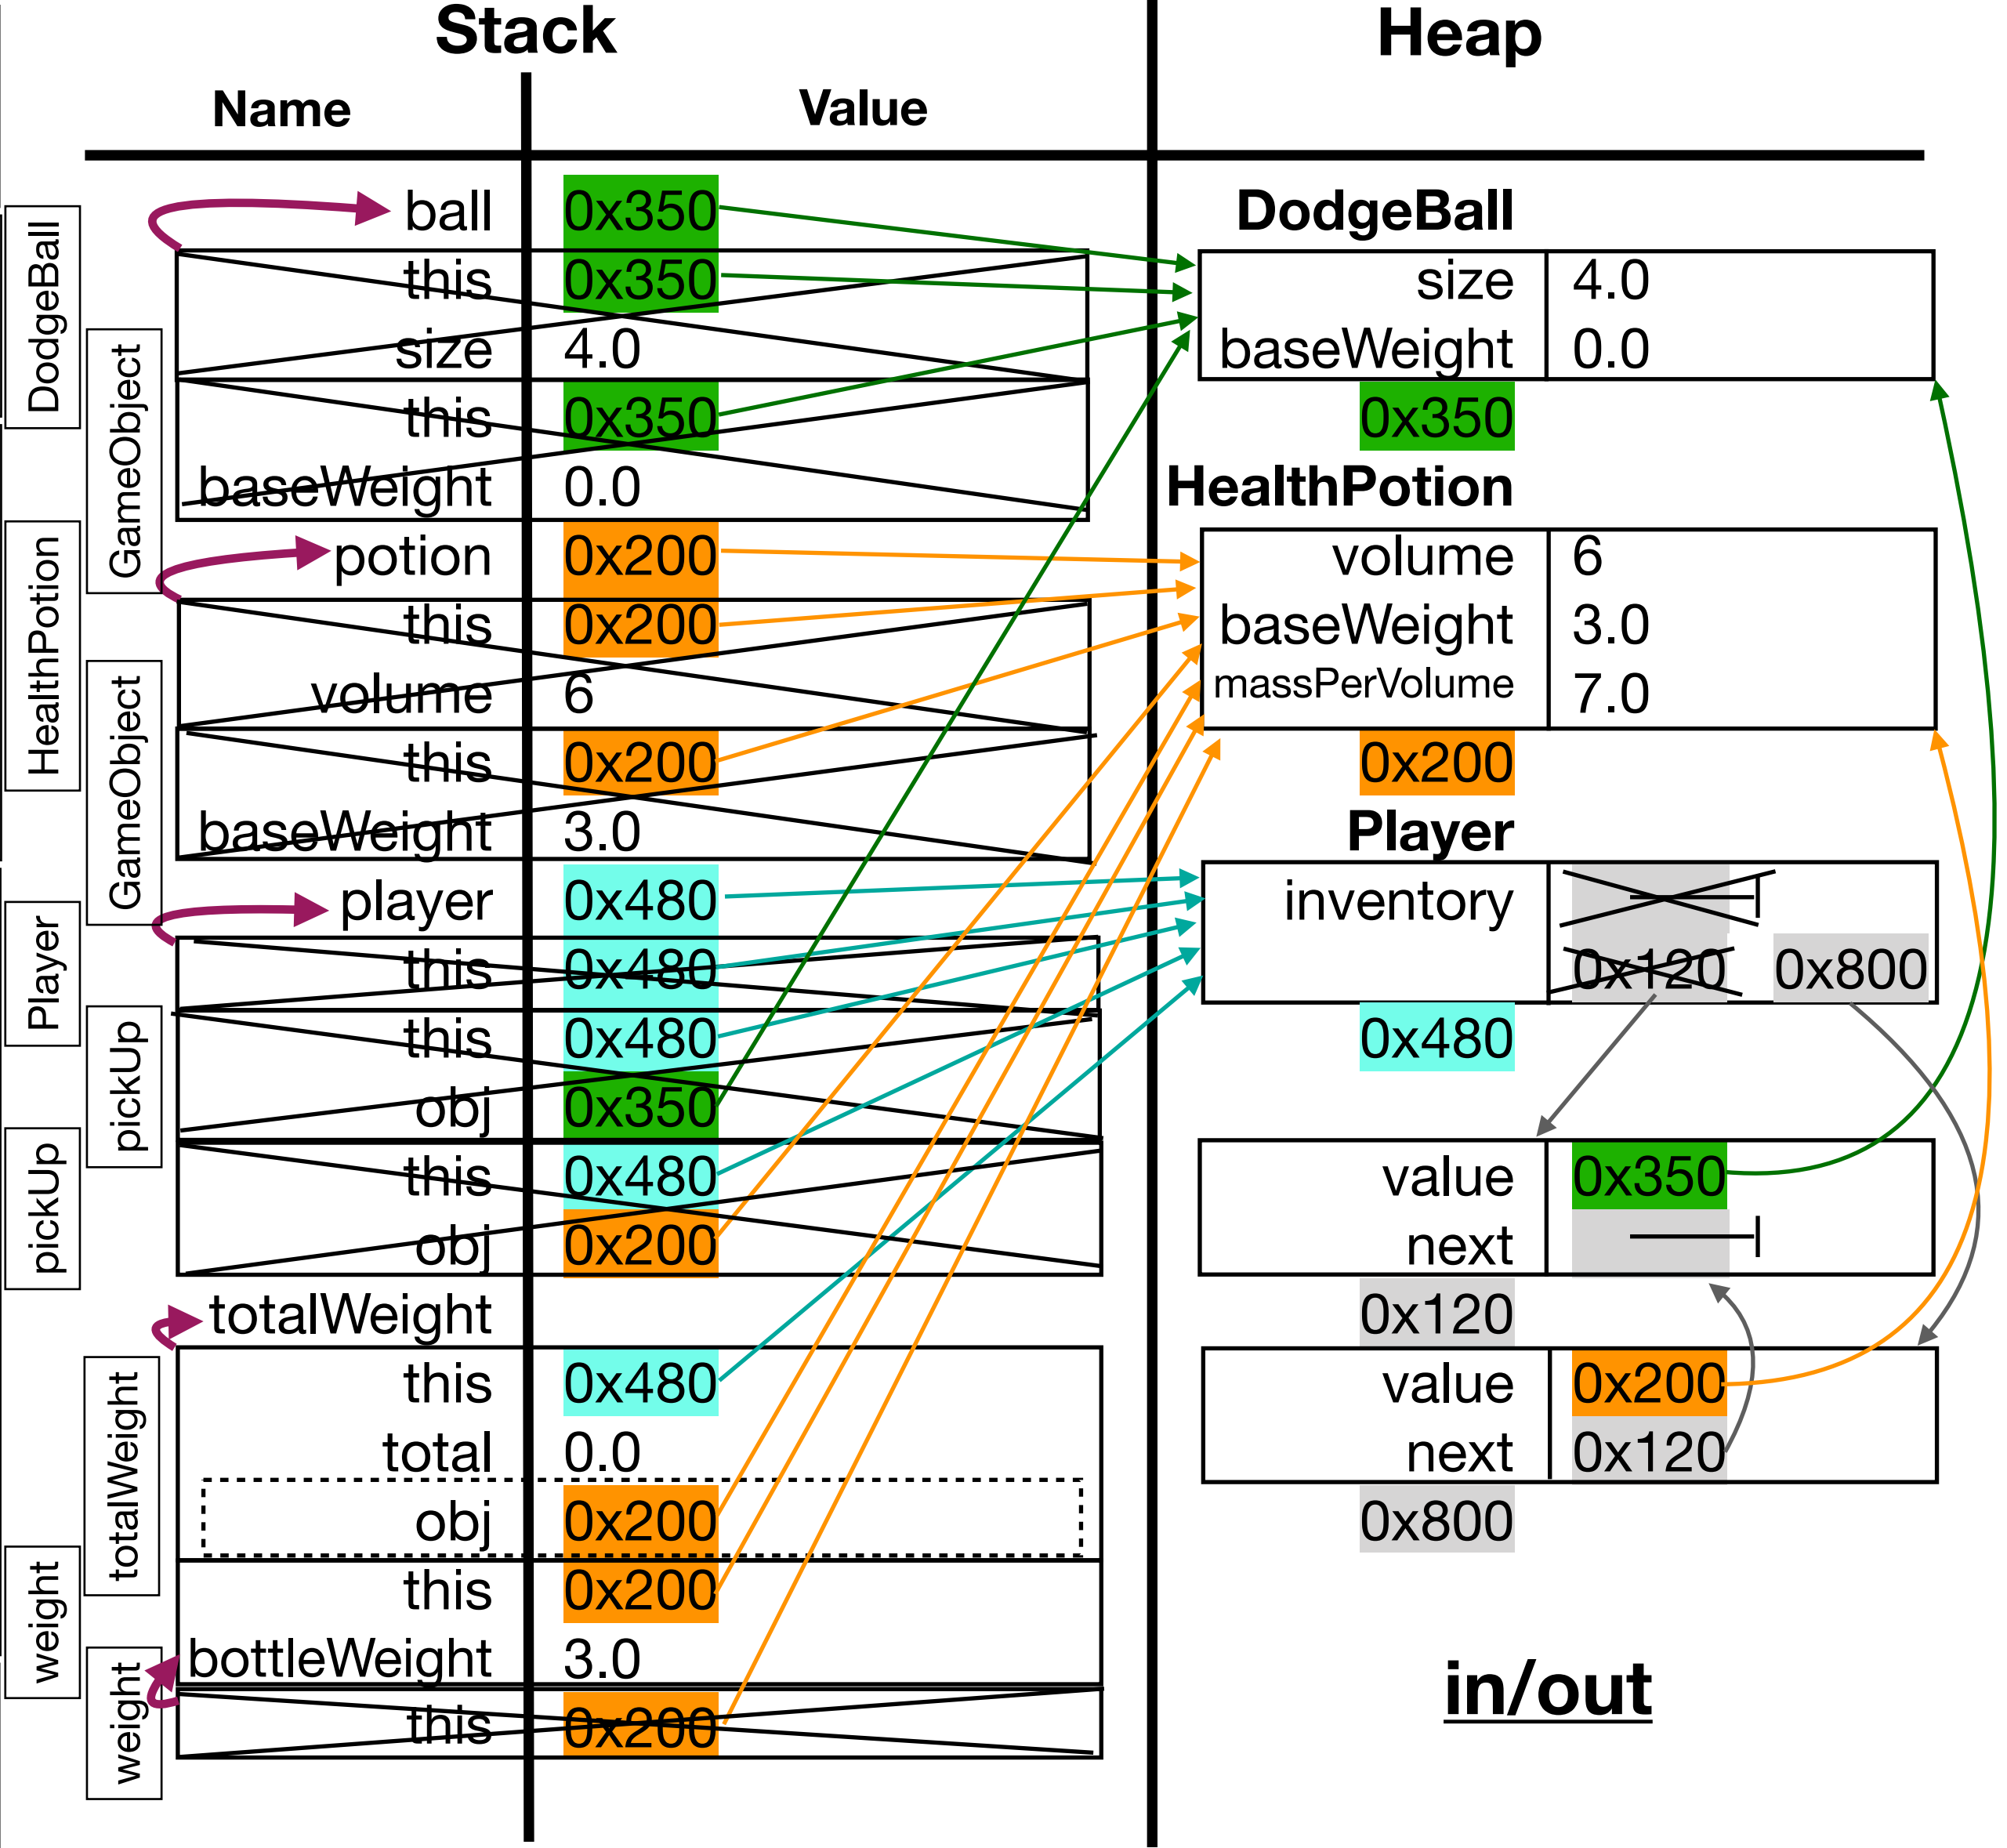 Stack
Heap
Name
Value
DodgeBall
GameObject
HealthPotion
GameObject
Player
pickUp
pickUp
totalWeight
weight
weight
ball 0x350
this 0x350
size 4.0
this 0x350
baseWeight 0.0
potion 0x200
this 0x200
volume 6
this 0x200
baseWeight 3.0
player 0x480
this 0x480
this 0x480
obj 0x350
this 0x480
obj 0x200
totalWeight
this 0x480
total 0.0
obj 0x200
this 0x200
bottleWeight 3.0
this 0x200
DodgeBall
size 4.0
baseWeight 0.0
0x350
HealthPotion
volume 6
baseWeight 3.0
massPerVolume 7.0
0x200
Player
inventory
0x120 0x800
0x480
value 0x350
next
0x120
value 0x200
next 0x120
0x800
in/out